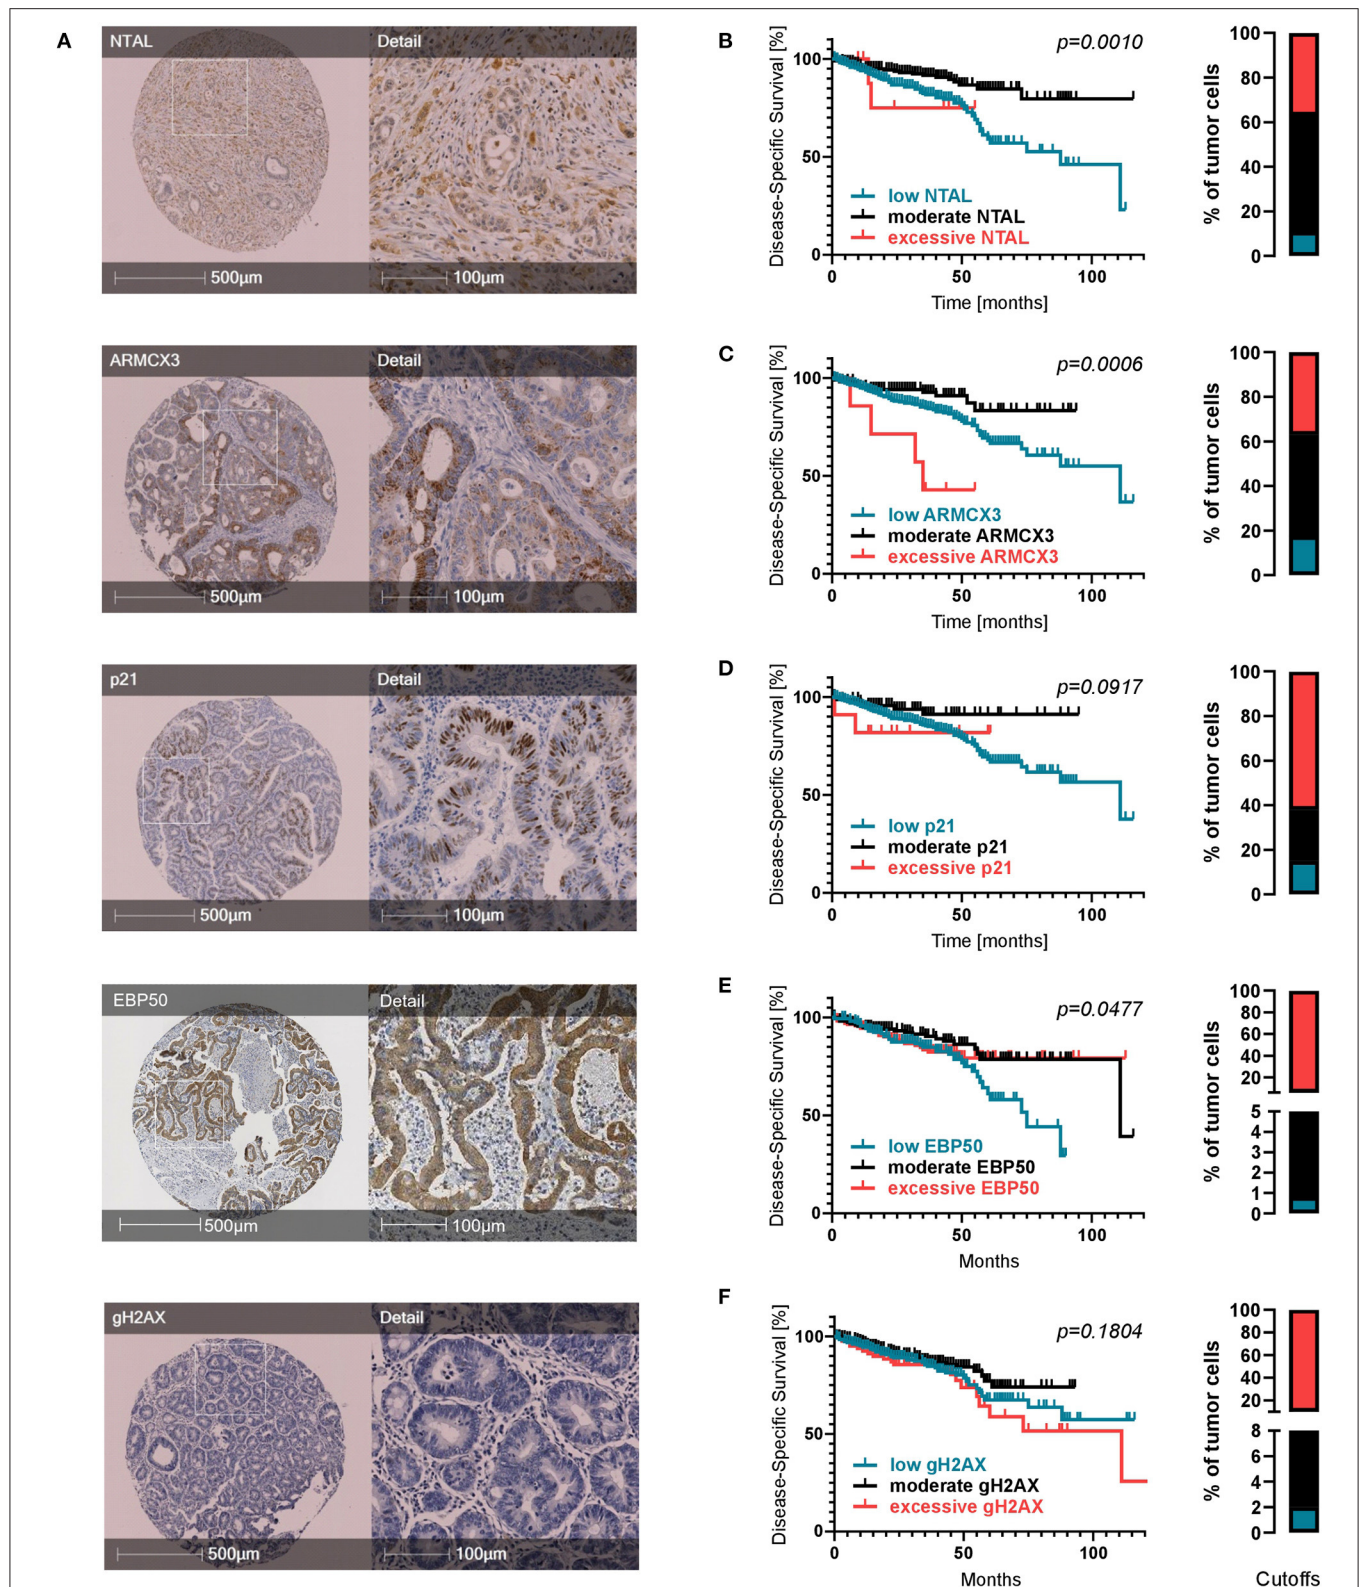 A
NTAL
Detail
500µm
100µm
B
Disease-Specific Survival [%]
100
50
0
p=0.0010
low NTAL
moderate NTAL
excessive NTAL
0
50
100
Time [months]
% of tumor cells
100
80
60
40
20
0
ARMCX3
Detail
500µm
100µm
C
Disease-Specific Survival [%]
100
50
0
p=0.0006
low ARMCX3
moderate ARMCX3
excessive ARMCX3
0
50
100
Time [months]
% of tumor cells
100
80
60
40
20
0
p21
Detail
500µm
100µm
D
Disease-Specific Survival [%]
100
50
0
p=0.0917
low p21
moderate p21
excessive p21
0
50
100
Time [months]
% of tumor cells
100
80
60
40
20
0
EBP50
Detail
500µm
100µm
E
Disease-Specific Survival [%]
100
50
0
p=0.0477
low EBP50
moderate EBP50
excessive EBP50
0
50
100
Months
% of tumor cells
100
80
60
40
20
5
4
3
2
1
0
gH2AX
Detail
500µm
100µm
F
Disease-Specific Survival [%]
100
50
0
p=0.1804
low gH2AX
moderate gH2AX
excessive gH2AX
0
50
100
Months
% of tumor cells
100
80
60
40
20
8
6
4
2
0
Cutoffs